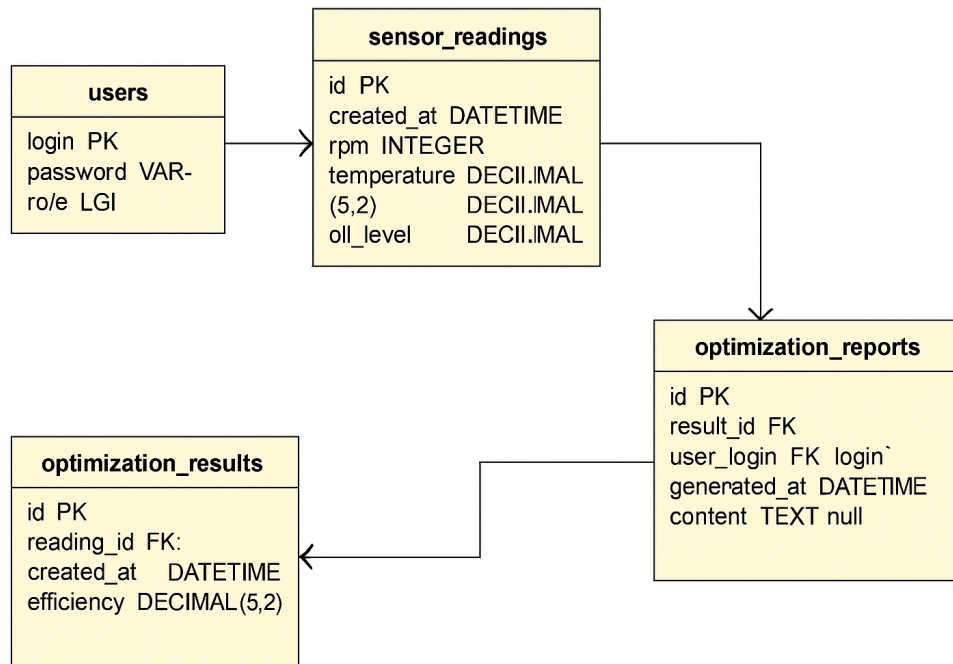 users
login PK
password VAR-
ro/e LGI
sensor_readings
id PK
created_at DATETIME
rpm INTEGER
temperature DECII.IMAL
(5,2) DECII.IMAL
oll_level DECII.IMAL
optimization_reports
id PK
result_id FK
user_login FK login`
generated_at DATETIME
content TEXT null
optimization_results
id PK
reading_id FK:
created_at DATETIME
efficiency DECIMAL(5,2)